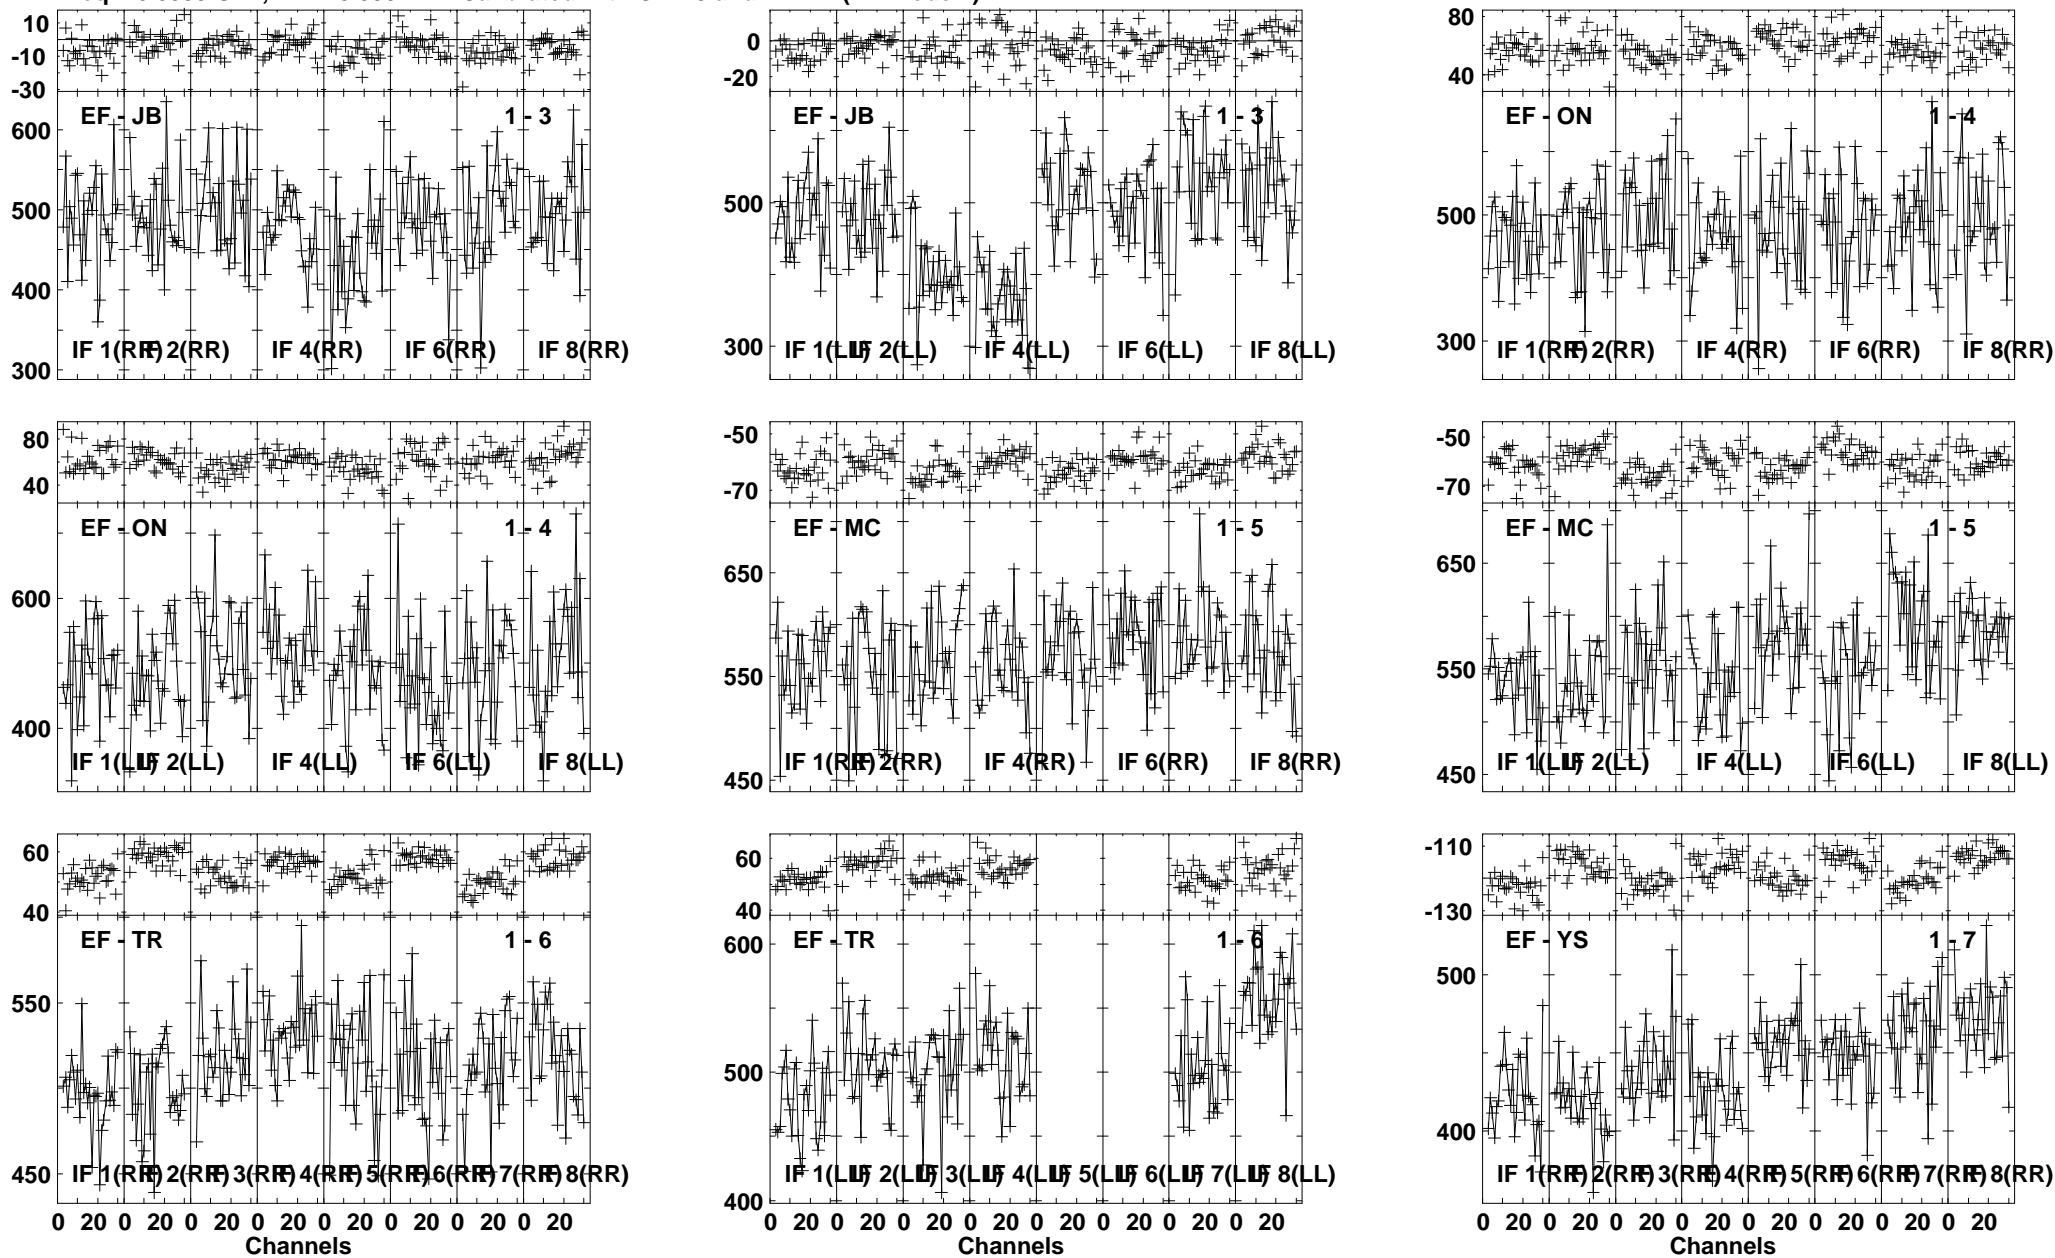 10
-10
-30
600
500
400
300
EF - JB
1 - 3
IF 1(RR)
IF 2(RR)
IF 4(RR)
IF 6(RR)
IF 8(RR)
0
-20
500
300
EF - JB
1 - 3
IF 1(LL)
IF 2(LL)
IF 4(LL)
IF 6(LL)
IF 8(LL)
80
40
500
300
EF - ON
1 - 4
IF 1(RR)
IF 2(RR)
IF 4(RR)
IF 6(RR)
IF 8(RR)
80
40
600
400
EF - ON
1 - 4
IF 1(LL)
IF 2(LL)
IF 4(LL)
IF 6(LL)
IF 8(LL)
-50
-70
650
550
450
EF - MC
1 - 5
IF 1(RR)
IF 2(RR)
IF 4(RR)
IF 6(RR)
IF 8(RR)
-50
-70
650
550
450
EF - MC
1 - 5
IF 1(LL)
IF 2(LL)
IF 4(LL)
IF 6(LL)
IF 8(LL)
60
40
550
450
EF - TR
1 - 6
IF 1(RR)
IF 2(RR)
IF 3(RR)
IF 4(RR)
IF 5(RR)
IF 6(RR)
IF 7(RR)
IF 8(RR)
0 20 0 20 0 20 0 20 0 20 0 20 0 20 0 20
Channels
60
40
600
500
400
EF - TR
1 - 6
IF 1(LL)
IF 2(LL)
IF 3(LL)
IF 4(LL)
IF 5(LL)
IF 6(LL)
IF 7(LL)
IF 8(LL)
0 20 0 20 0 20 0 20 0 20 0 20 0 20 0 20
Channels
-110
-130
500
400
EF - YS
1 - 7
IF 1(RR)
IF 2(RR)
IF 3(RR)
IF 4(RR)
IF 5(RR)
IF 6(RR)
IF 7(RR)
IF 8(RR)
0 20 0 20 0 20 0 20 0 20 0 20 0 20 0 20
Channels